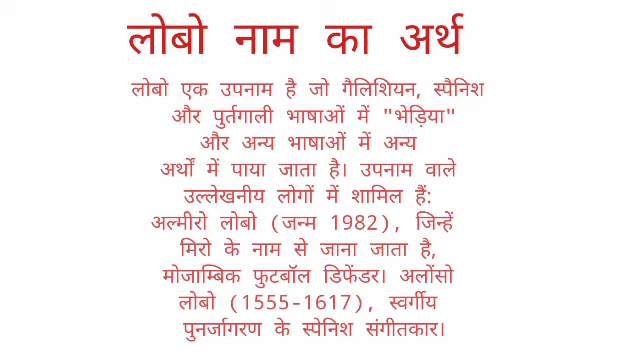 लोबो नाम का अर्थ
लोबो एक उपनाम है जो गैलिशियन, स्पैनिश
और पुर्तगाली भाषाओं में "भेड़िया"
और अन्य भाषाओं में अन्य
अर्थों में पाया जाता है। उपनाम वाले
उल्लेखनीय लोगों में शामिल हैं:
अल्मीरो लोबो (जन्म 1982), जिन्हें
मिरो के नाम से जाना जाता है,
मोजाम्बिक फुटबॉल डिफेंडर। अलोंसो
लोबो (1555-1617), स्वर्गीय
पुनर्जागरण के स्पेनिश संगीतकार।